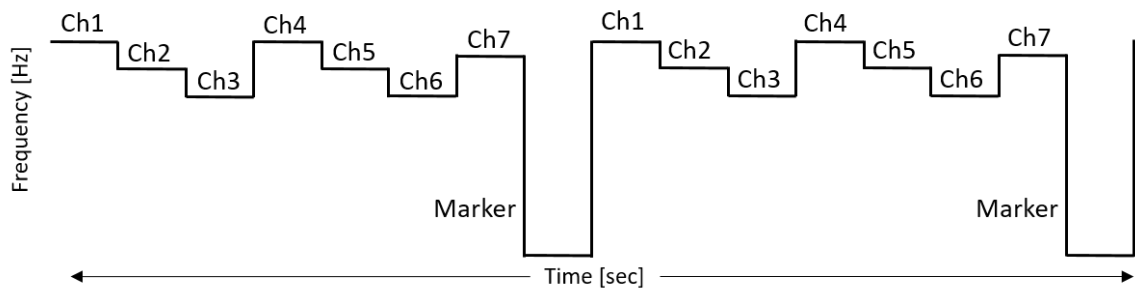 Ch1
Ch2
Ch3
Ch4
Ch5
Ch6
Ch7
Marker
Ch1
Ch2
Ch3
Ch4
Ch5
Ch6
Ch7
Marker
Frequency [Hz]
Time [sec]